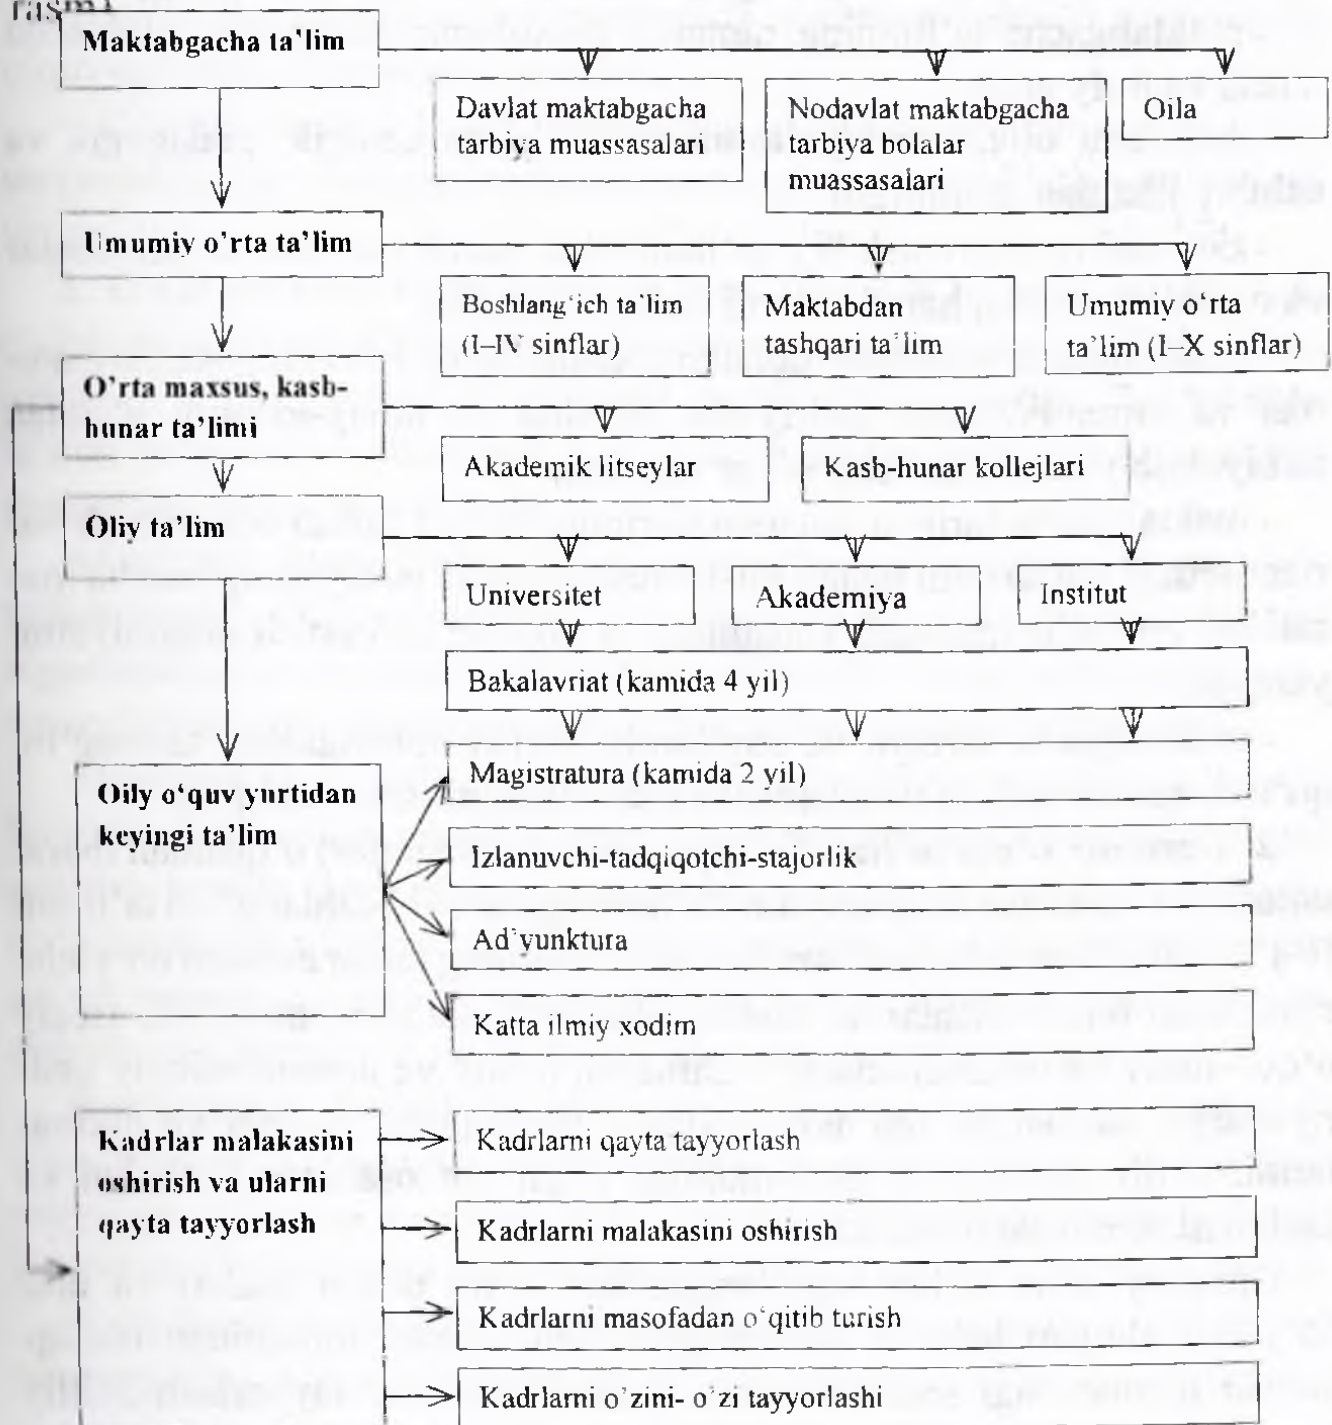 Maktabgacha ta'lim
Davlat maktabgacha
tarbiya muassasalari
Nodavlat maktabgacha
tarbiya bolalar
muassasalari
Oila
Umumiy o'rta ta'lim
Boshlang'ich ta'lim
(I–IV sinflar)
Maktabdan
tashqari ta'lim
Umumiy o'rta
ta'lim (I–X sinflar)
O'rta maxsus, kasb-
hunar ta'limi
Akademik litseylar
Kasb-hunar kollejlari
Oliy ta'lim
Universitet
Akademiya
Institut
Bakalavriat (kamida 4 yil)
Oily o'quv yurtidan
keyingi ta'lim
Magistratura (kamida 2 yil)
Izlanuvchi-tadqiqotchi-stajorlik
Ad'yunktura
Katta ilmiy xodim
Kadrlar malakasini
oshirish va ularni
qayta tayyorlash
Kadrlarni qayta tayyorlash
Kadrlarni malakasini oshirish
Kadrlarni masofadan o'qitib turish
Kadrlarni o'zini- o'zi tayyorlashi